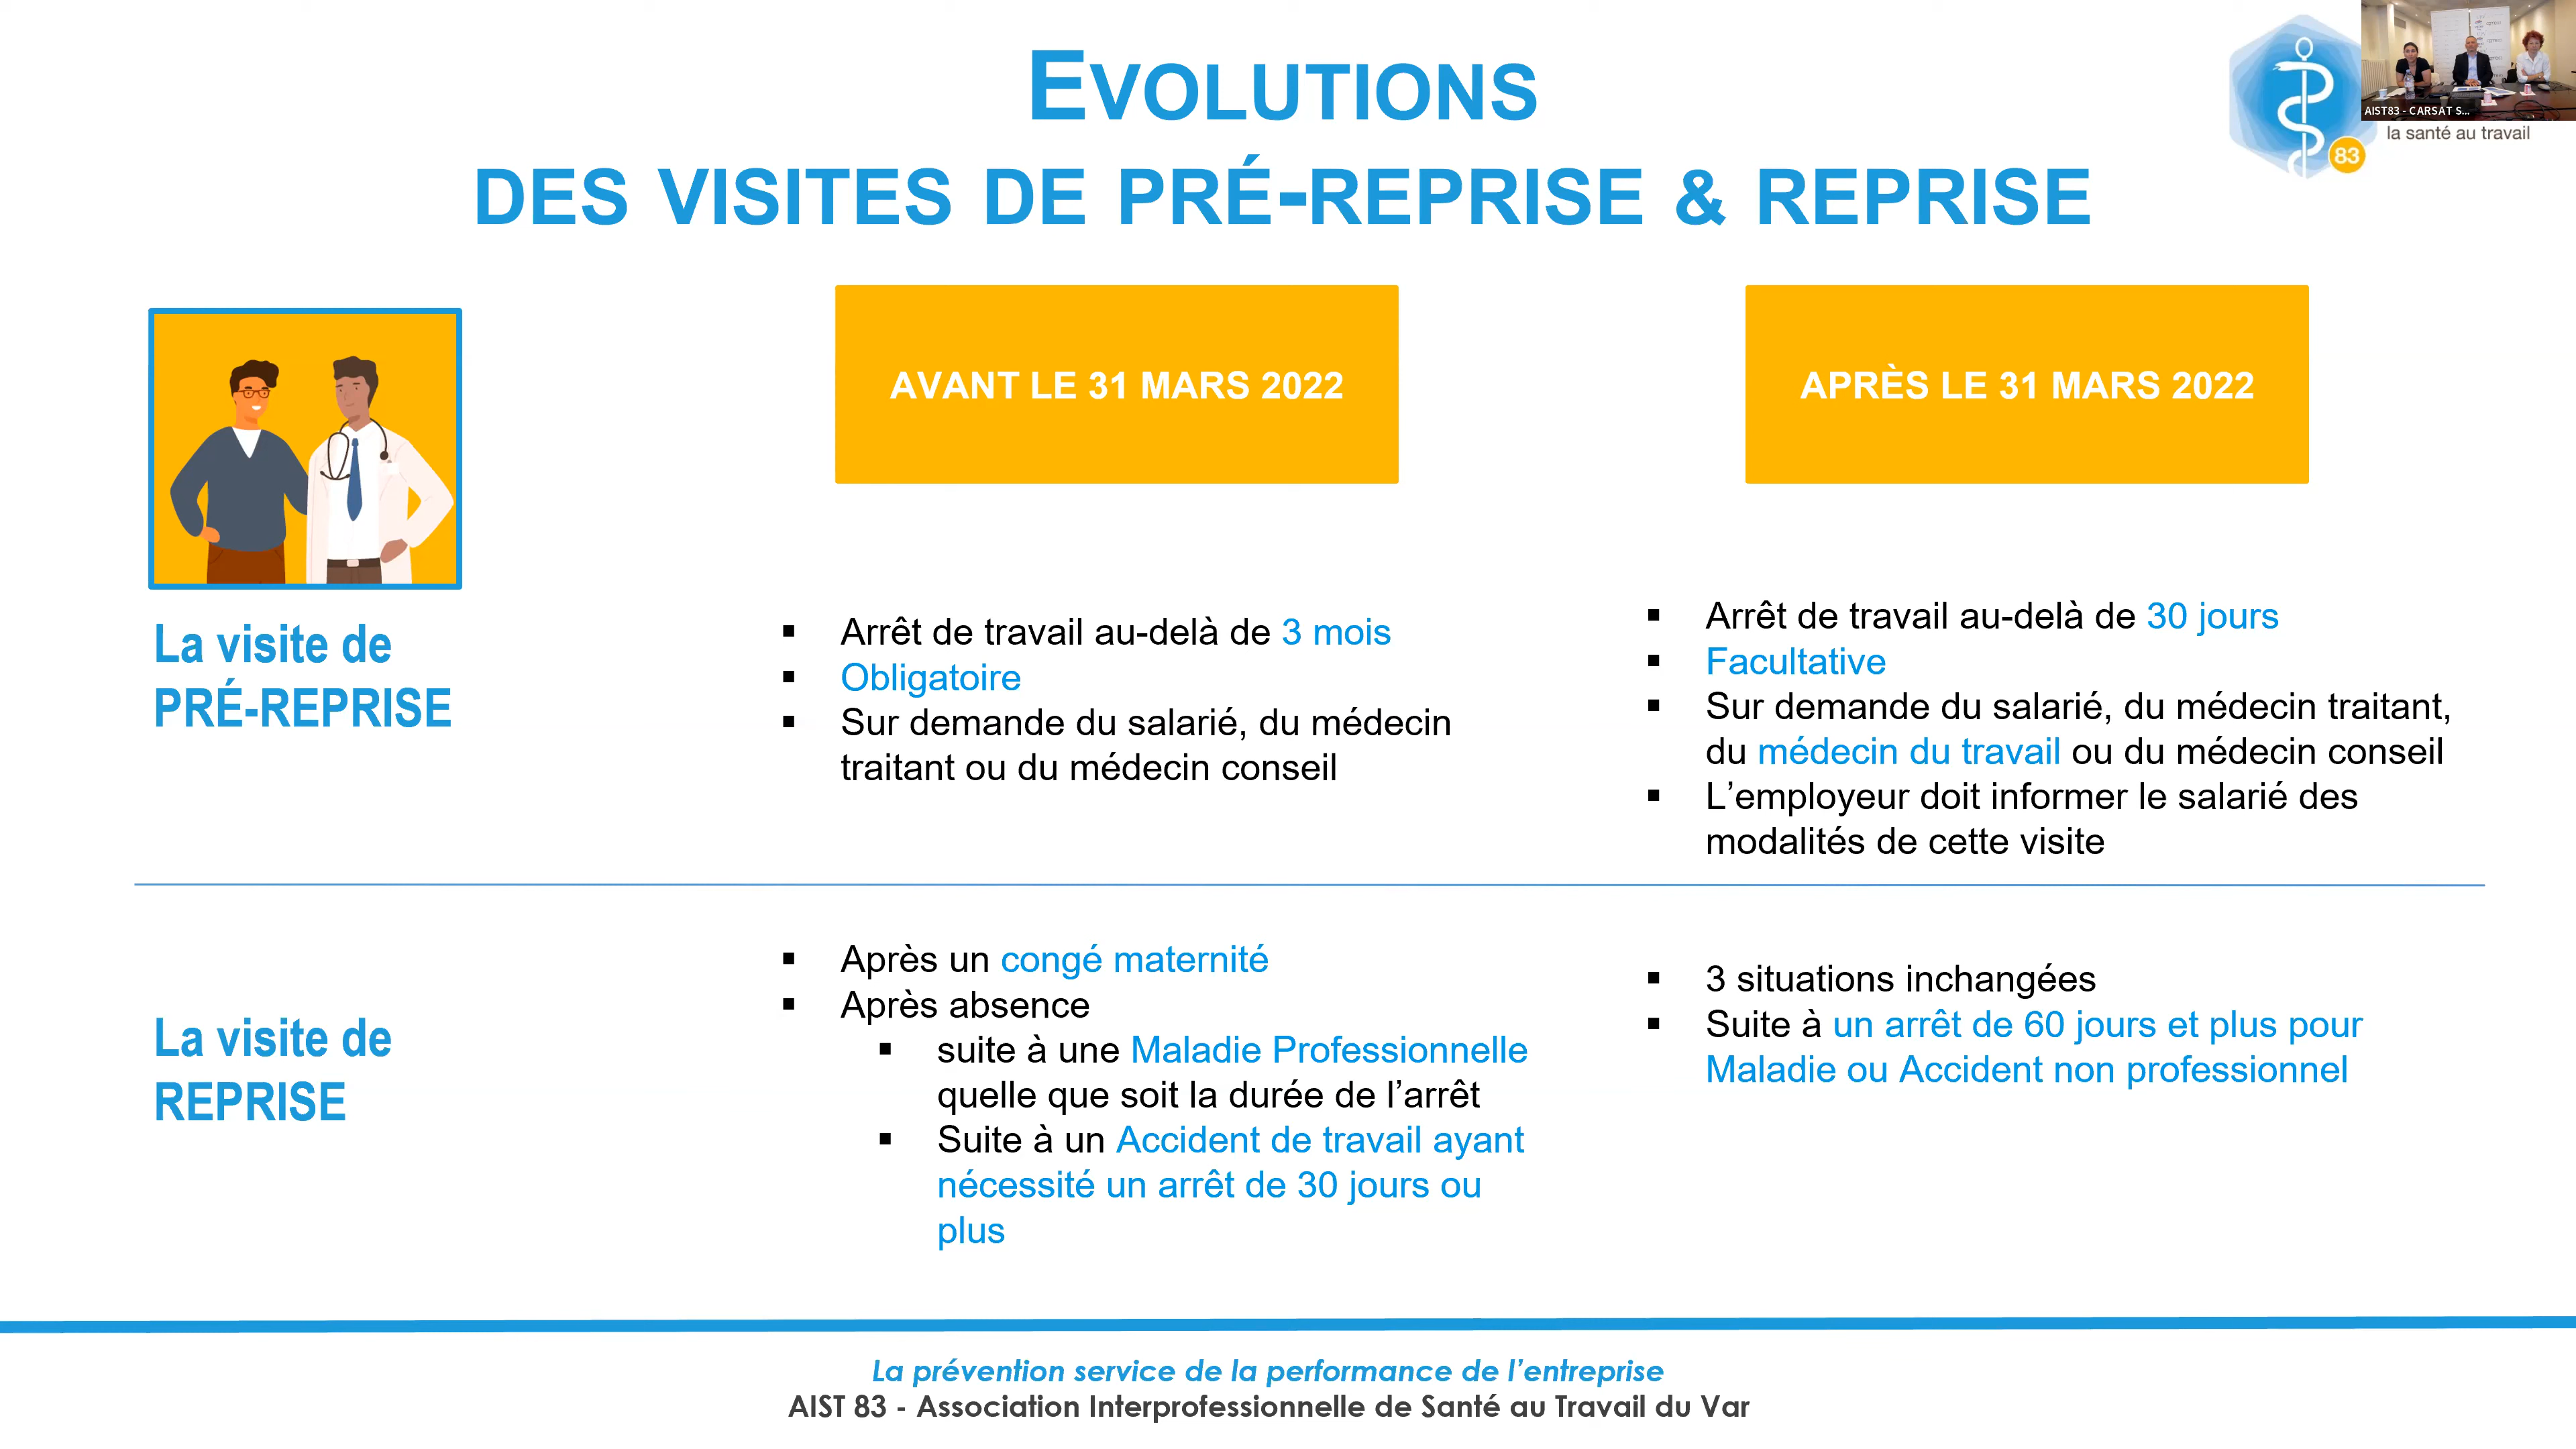 EVOLUTIONS
DES VISITES DE PRÉ-REPRISE & REPRISE
AIST83 - CARSAT S...
la santé au travail
83
AVANT LE 31 MARS 2022
APRÈS LE 31 MARS 2022
La visite de
PRÉ-REPRISE
▪ Arrêt de travail au-delà de 3 mois
▪ Obligatoire
▪ Sur demande du salarié, du médecin
traitant ou du médecin conseil
▪ Arrêt de travail au-delà de 30 jours
▪ Facultative
▪ Sur demande du salarié, du médecin traitant,
du médecin du travail ou du médecin conseil
▪ L’employeur doit informer le salarié des
modalités de cette visite
La visite de
REPRISE
▪ Après un congé maternité
▪ Après absence
▪ suite à une Maladie Professionnelle
quelle que soit la durée de l’arrêt
▪ Suite à un Accident de travail ayant
nécessité un arrêt de 30 jours ou
plus
▪ 3 situations inchangées
▪ Suite à un arrêt de 60 jours et plus pour
Maladie ou Accident non professionnel
La prévention service de la performance de l’entreprise
AIST 83 - Association Interprofessionnelle de Santé au Travail du Var